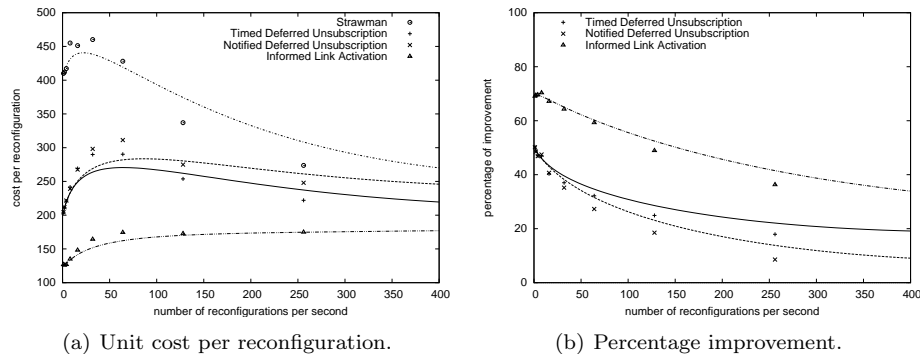 500
450
400
350
300
250
200
150
100
cost per reconfiguration
Strawman
Timed Deferred Unsubscription
Notified Deferred Unsubscription
Informed Link Activation
0 50 100 150 200 250 300 350 400
number of reconfigurations per second
(a) Unit cost per reconfiguration.
100
80
60
40
20
0
percentage of improvement
Timed Deferred Unsubscription
Notified Deferred Unsubscription
Informed Link Activation
0 50 100 150 200 250 300 350 400
number of reconfigurations per second
(b) Percentage improvement.